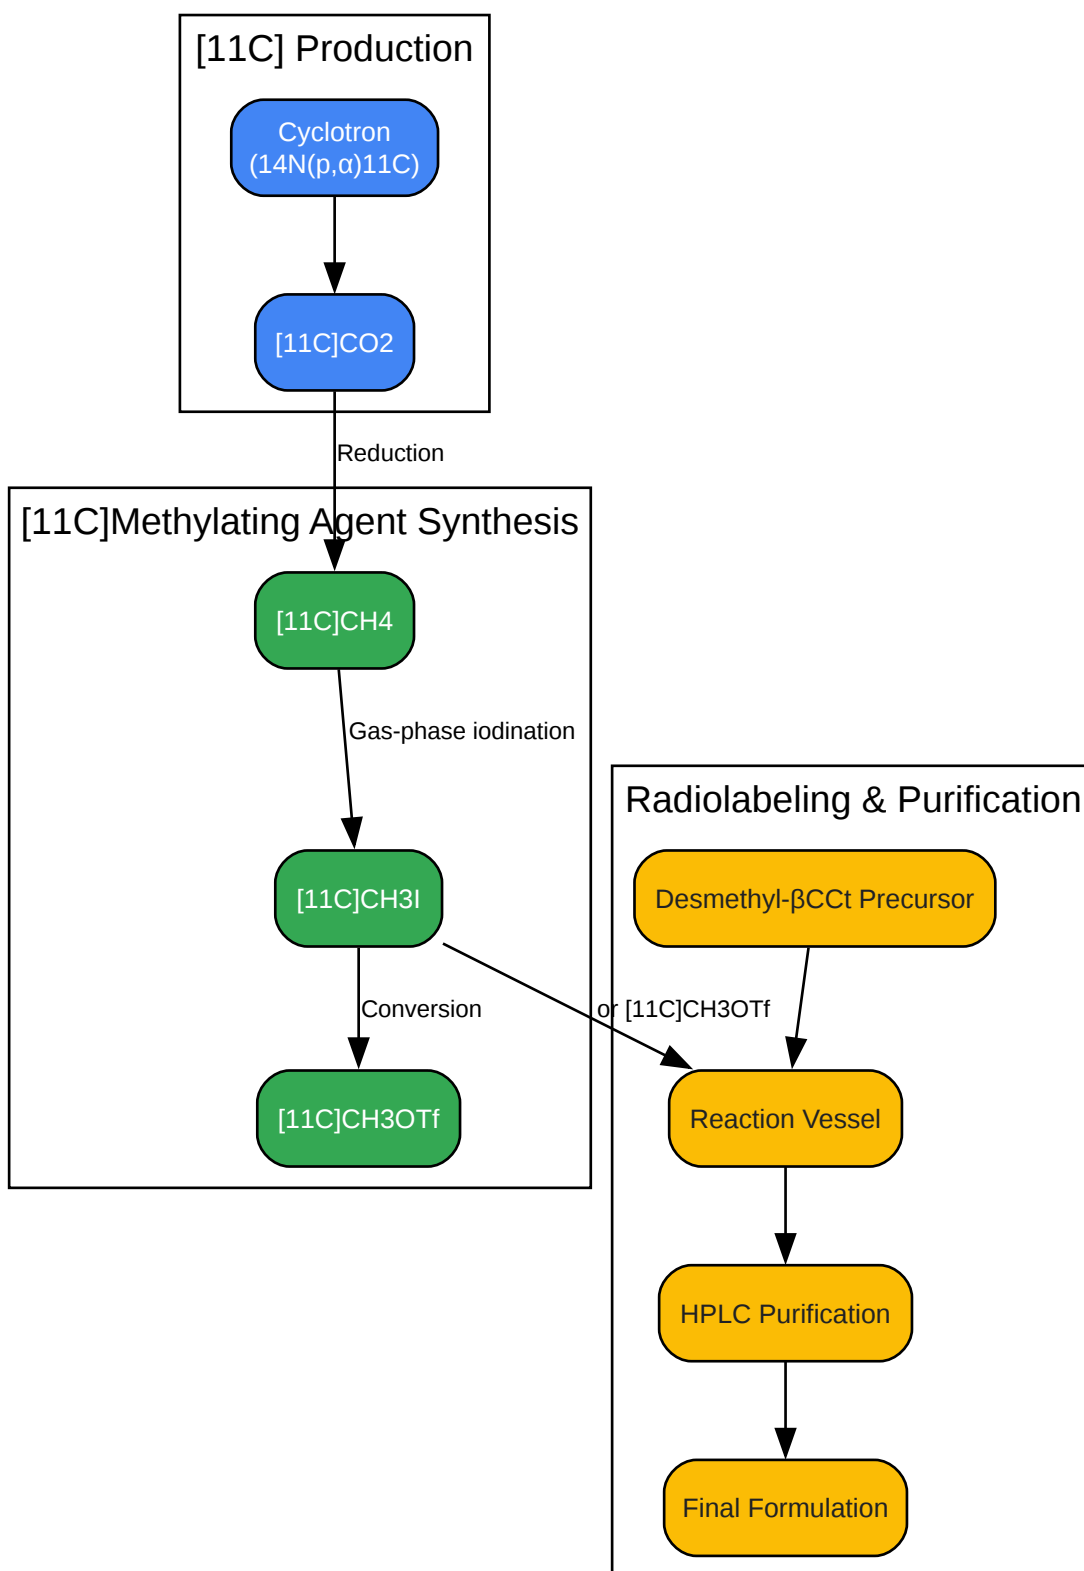 [11C] Production
Cyclotron
(14N(p,α)11C)
[11C]CO2
Reduction
[11C]Methylating Agent Synthesis
[11C]CH4
Gas-phase iodination
[11C]CH3I
Conversion
[11C]CH3OTf
or [11C]CH3OTf
Radiolabeling & Purification
Desmethyl-βCCt Precursor
Reaction Vessel
HPLC Purification
Final Formulation